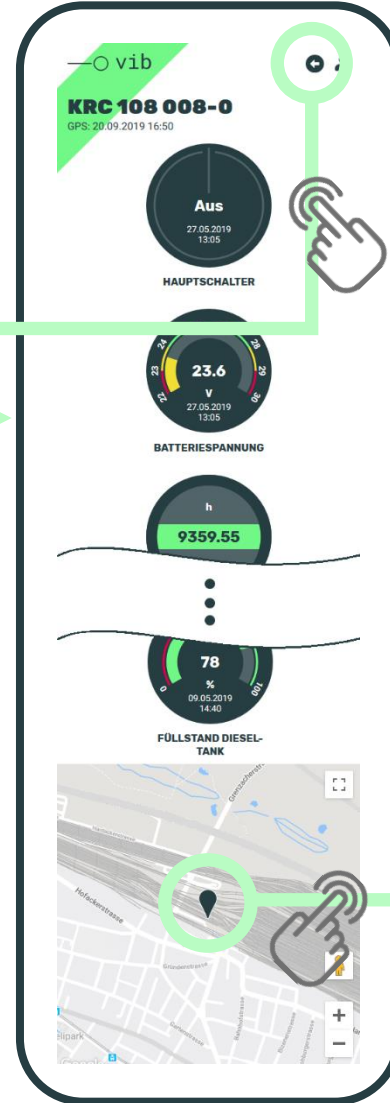 vib
KRC 108 008-0
GPS: 20.09.2019 16:50
Aus
27.05.2019
13:05
HAUPTSCHALTER
22
23
24
28
29
30
23.6
V
27.05.2019
13:05
BATTERIESPANNUNG
h
9359.55
0
100
78
%
09.05.2019
14:40
FÜLLSTAND DIESEL-
TANK
Hofackerstrasse
Gründenstrasse
+
−